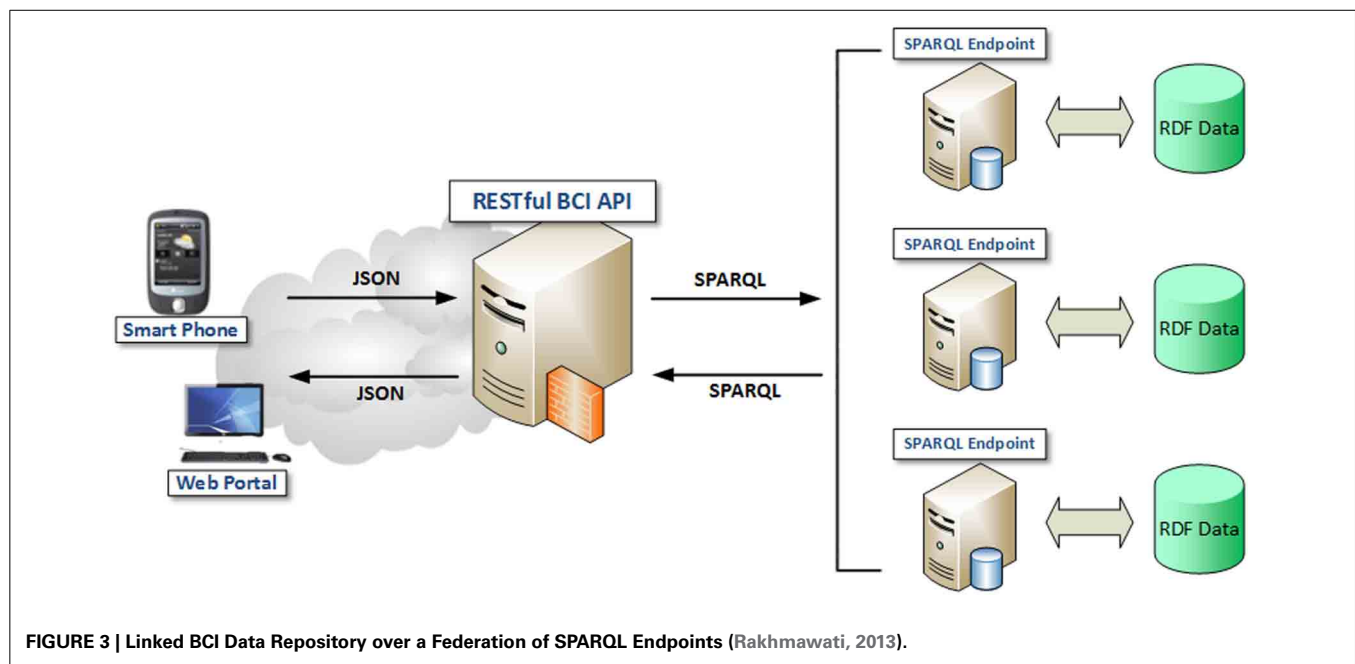 SPARQL Endpoint
RDF Data
RESTful BCI API
JSON
SPARQL
Smart Phone
SPARQL Endpoint
RDF Data
JSON
SPARQL
Web Portal
SPARQL Endpoint
RDF Data
FIGURE 3 | Linked BCI Data Repository over a Federation of SPARQL Endpoints (Rakhmawati, 2013).